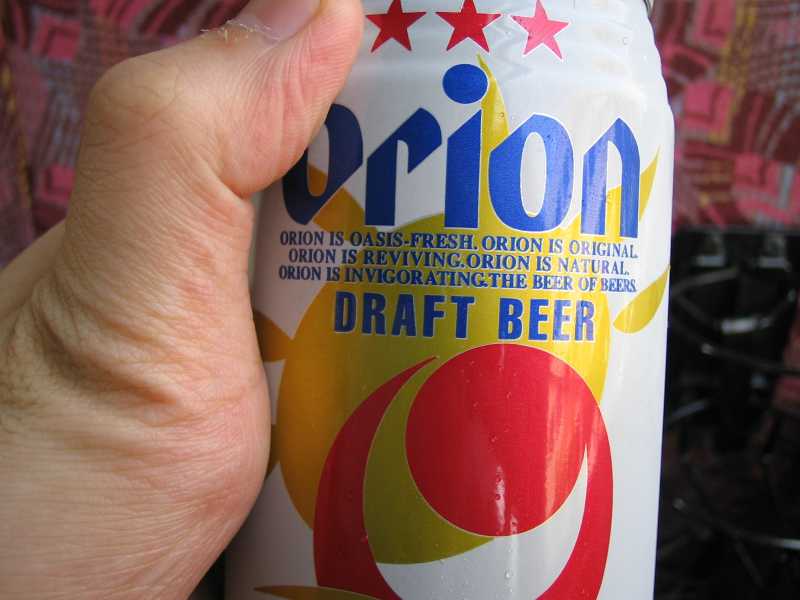 Orion
ORION IS OASIS-FRESH. ORION IS ORIGINAL.
ORION IS REVIVING. ORION IS NATURAL.
ORION IS INVIGORATING. THE BEER OF BEERS.
DRAFT BEER